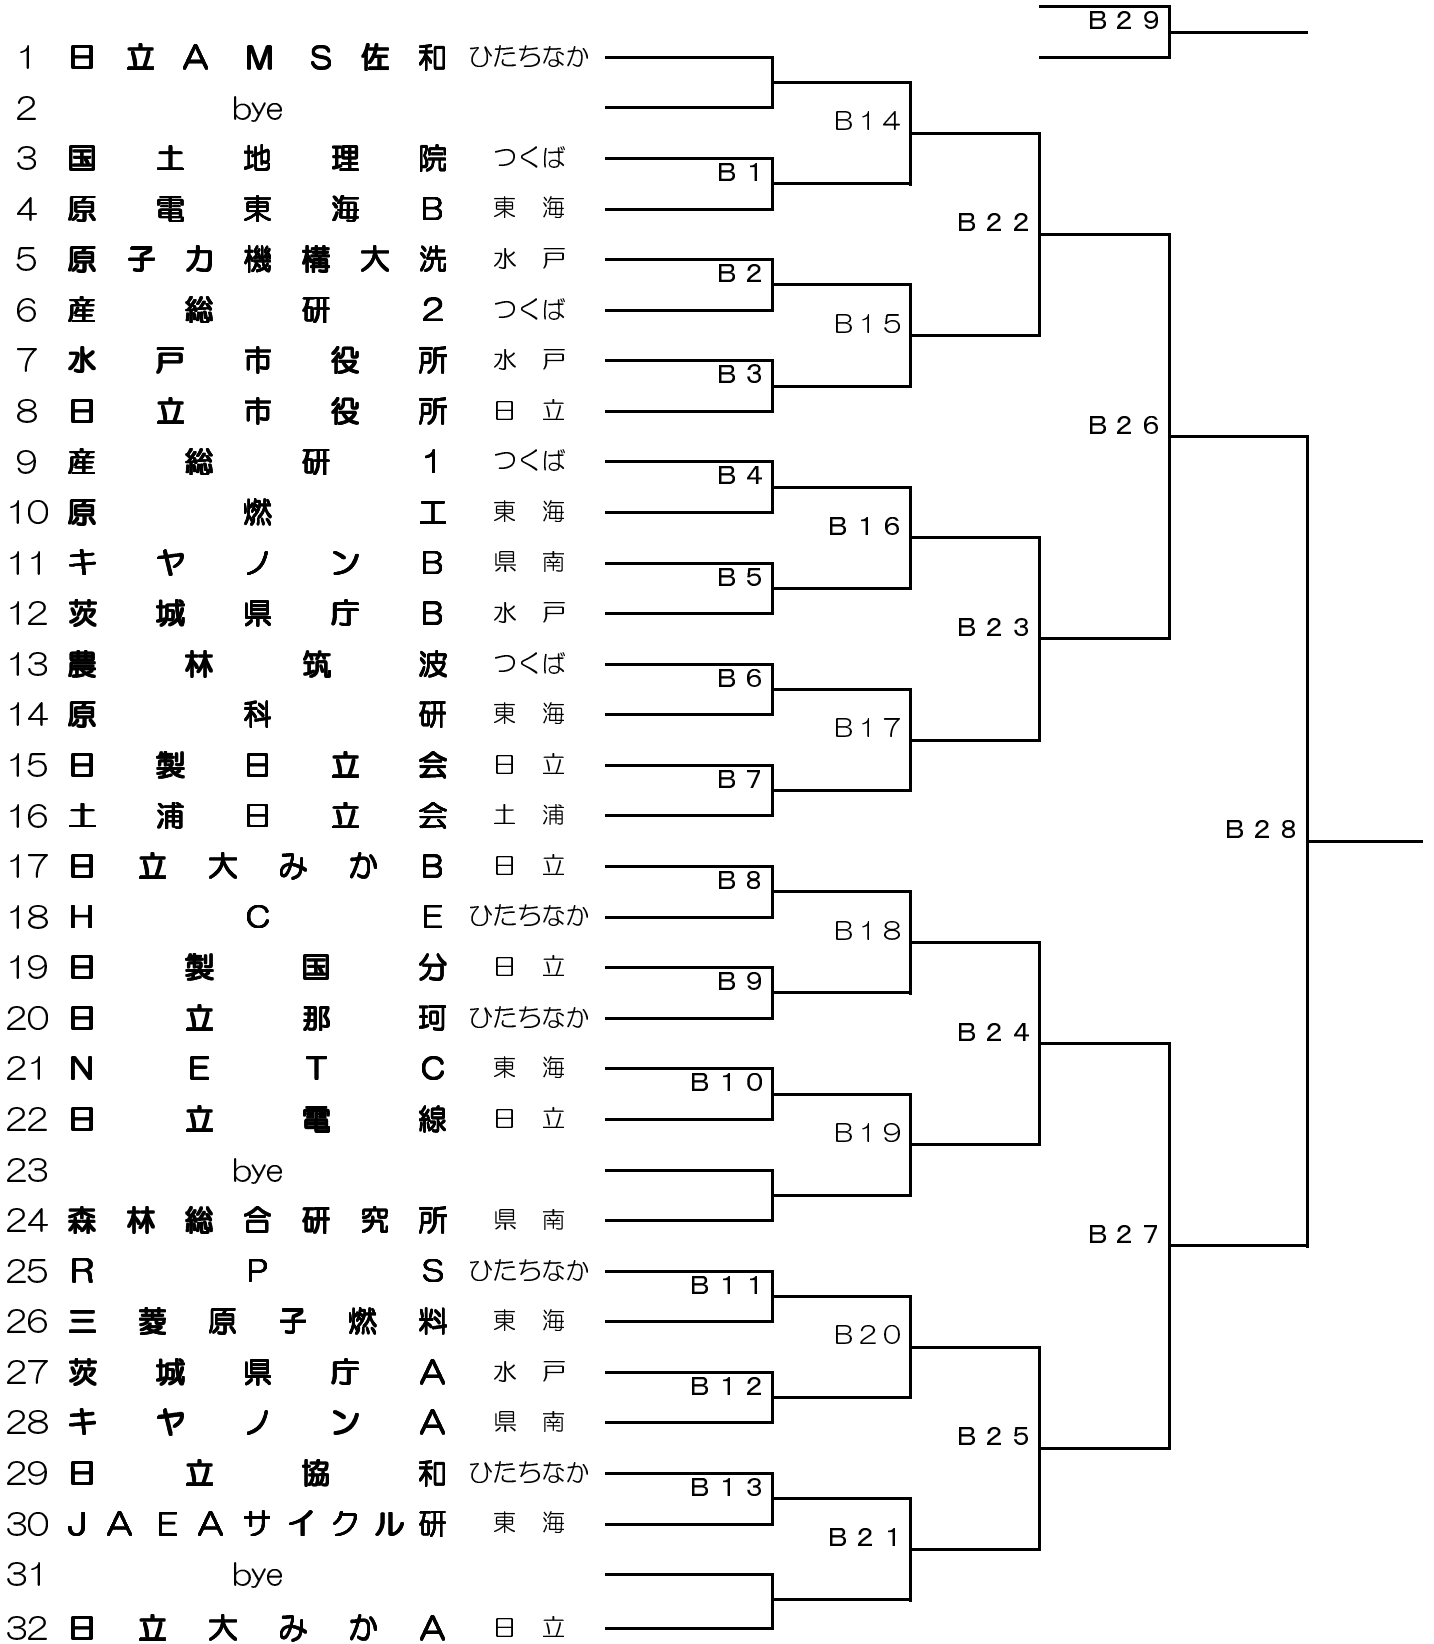 B29
1 日立AMS佐和 ひたちなか
2 bye
B14
3 国土地理院 つくば
B1
4 原電東海B 東海
B22
5 原子力機構大洗 水戸
B2
6 産総研2 つくば
B15
7 水戸市役所 水戸
B3
8 日立市役所 日立
B26
9 産総研1 つくば
B4
10 原燃工 東海
B16
11 キヤノンB 県南
B5
12 茨城県庁B 水戸
B23
13 農林筑波 つくば
B6
14 原科研 東海
B17
15 日製日立会 日立
B7
16 土浦日立会 土浦
B28
17 日立大みかB 日立
B8
18 HCE ひたちなか
B18
19 日製国分 日立
B9
20 日立那珂 ひたちなか
B24
21 NETC 東海
B10
22 日立電線 日立
B19
23 bye
24 森林総合研究所 県南
B27
25 RPS ひたちなか
B11
26 三菱原子燃料 東海
B20
27 茨城県庁A 水戸
B12
28 キヤノンA 県南
B25
29 日立協和 ひたちなか
B13
30 JAEAサイクル研 東海
B21
31 bye
32 日立大みかA 日立